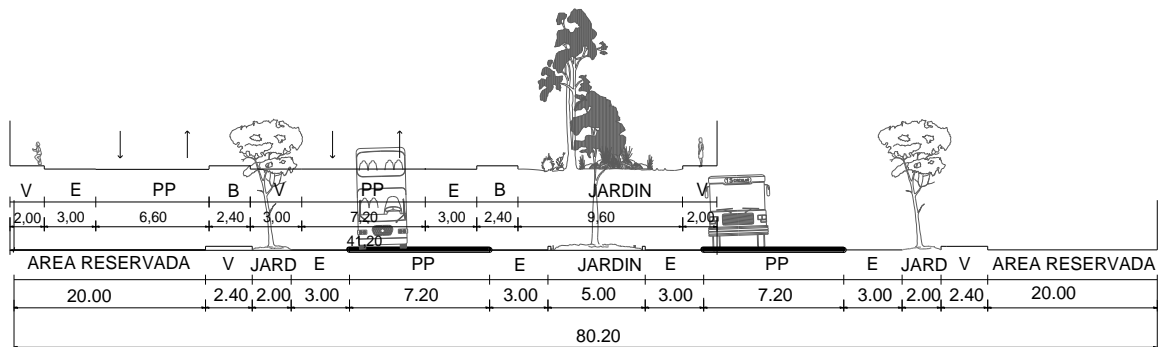 V E PP B V PP E B JARDIN V
2,00 3,00 6,60 2,40 3,00 7,20 3,00 2,40 9,60 2,00
41.20
AREA RESERVADA V JARD E PP E JARDIN E PP E JARD V AREA RESERVADA
20.00 2.40 2.00 3.00 7.20 3.00 5.00 3.00 7.20 3.00 2.00 2.40 20.00
80.20